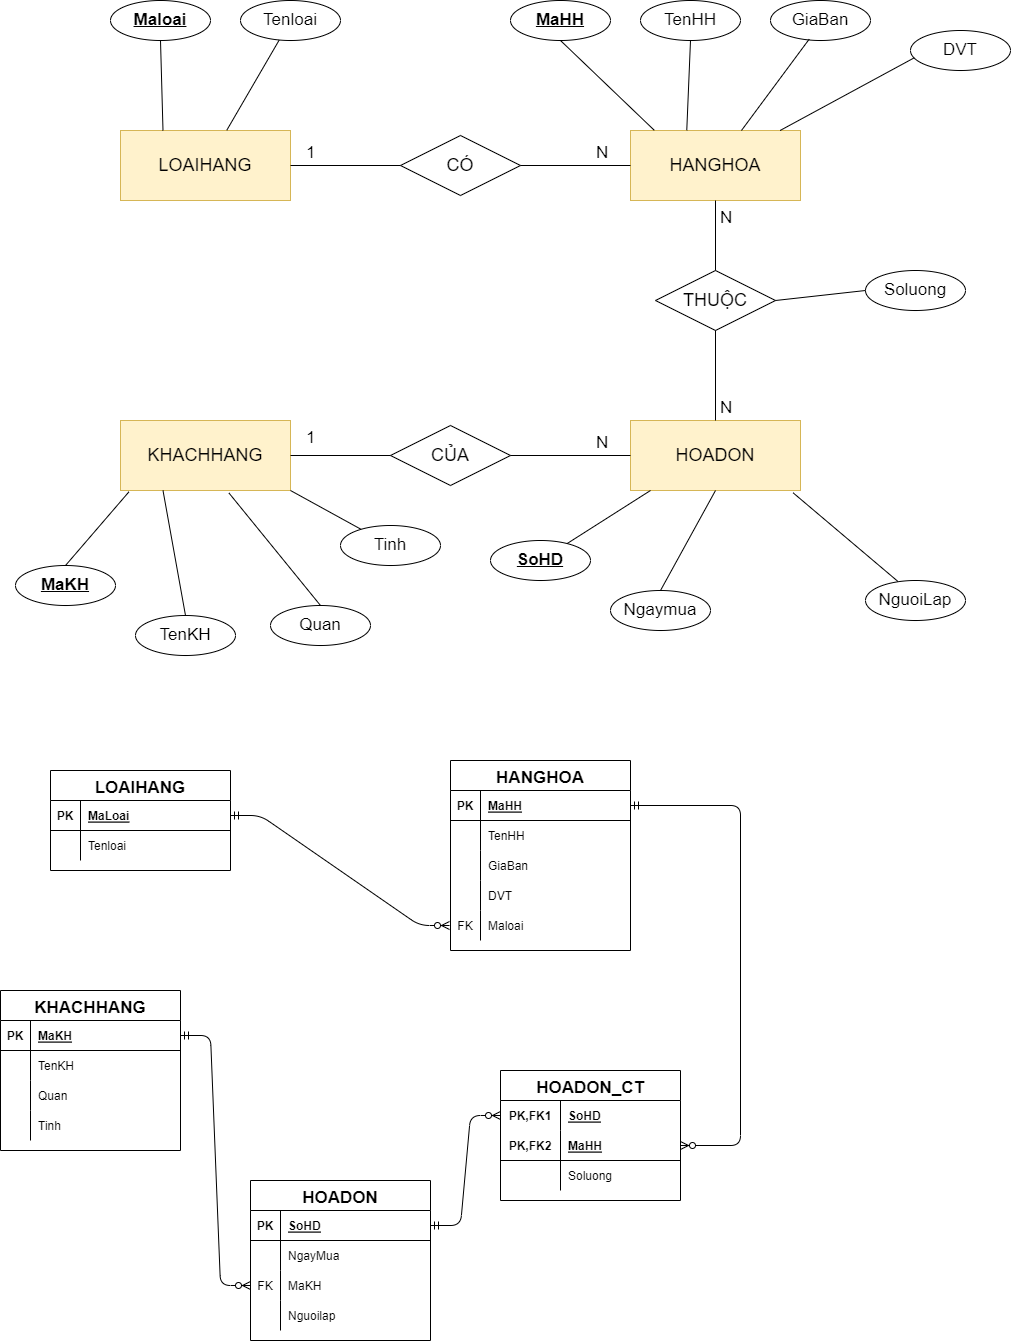 Maloai
Tenloai
MaHH
TenHH
GiaBan
DVT
LOAIHANG
1
CÓ
N
HANGHOA
N
THUỘC
Soluong
N
KHACHHANG
1
CỦA
N
HOADON
MaKH
TenKH
Quan
Tinh
SoHD
Ngaymua
NguoiLap
LOAIHANG
PK MaLoai
Tenloai
HANGHOA
PK MaHH
TenHH
GiaBan
DVT
FK Maloai
KHACHHANG
PK MaKH
TenKH
Quan
Tinh
HOADON_CT
PK,FK1 SoHD
PK,FK2 MaHH
Soluong
HOADON
PK SoHD
NgayMua
FK MaKH
Nguoilap